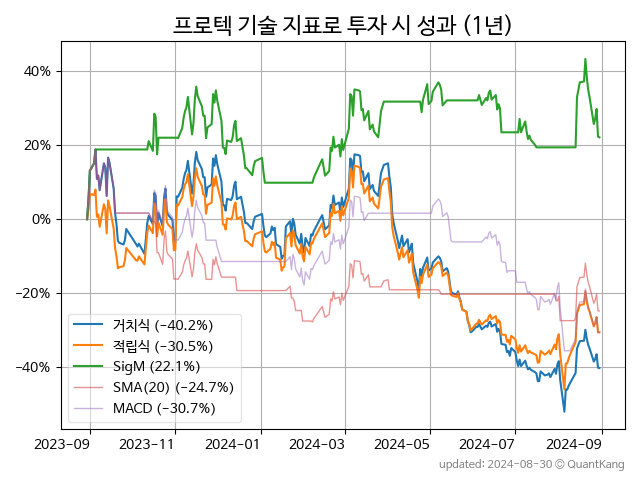 프로텍 기술 지표로 투자 시 성과 (1년)
40%
20%
0%
−20%
−40%
거치식 (−40.2%)
적립식 (−30.5%)
SigM (22.1%)
SMA(20) (−24.7%)
MACD (−30.7%)
2023-09 2023-11 2024-01 2024-03 2024-05 2024-07 2024-09
updated: 2024-08-30 © QuantKang